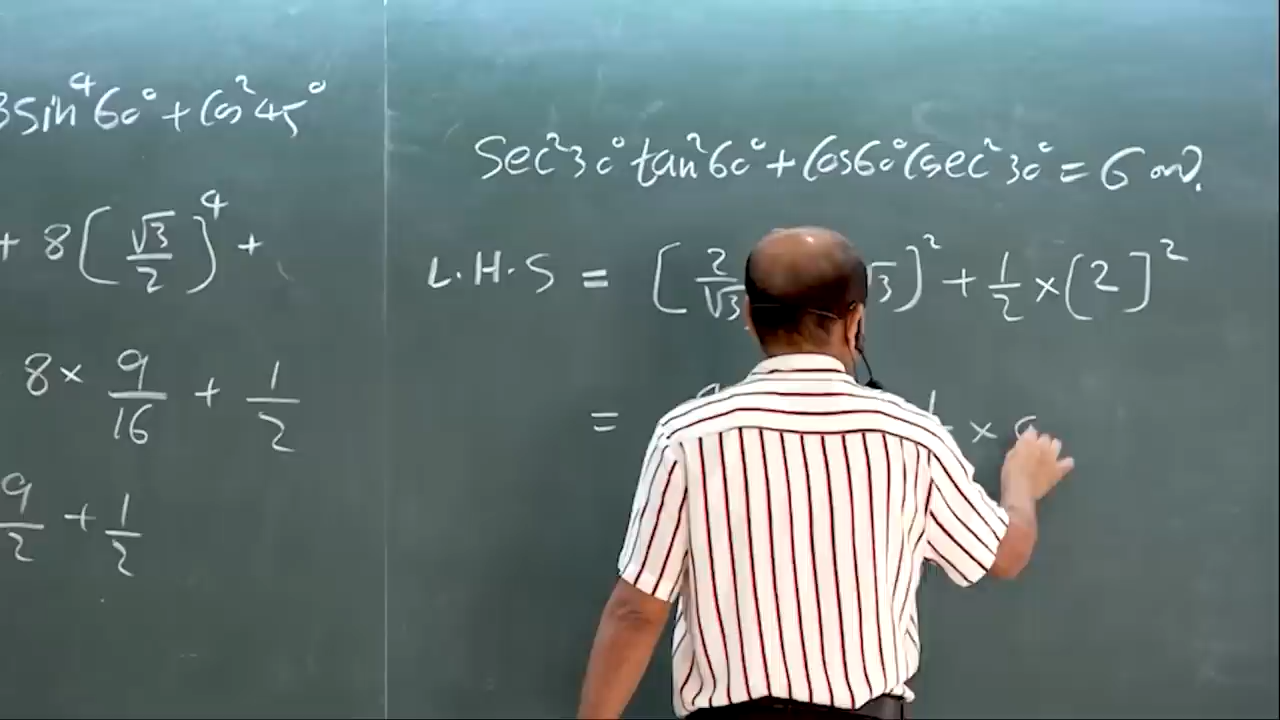 3sin⁴60° + cos²45°
+ 8(√3/2)⁴ +
8 × 9/16 + 1/2
9/2 + 1/2
Sec²30° tan²60° + Cos60° Cosec²30° = 6
L.H.S = [2/√3 √3)² + 1/2 × (2]²
= ×